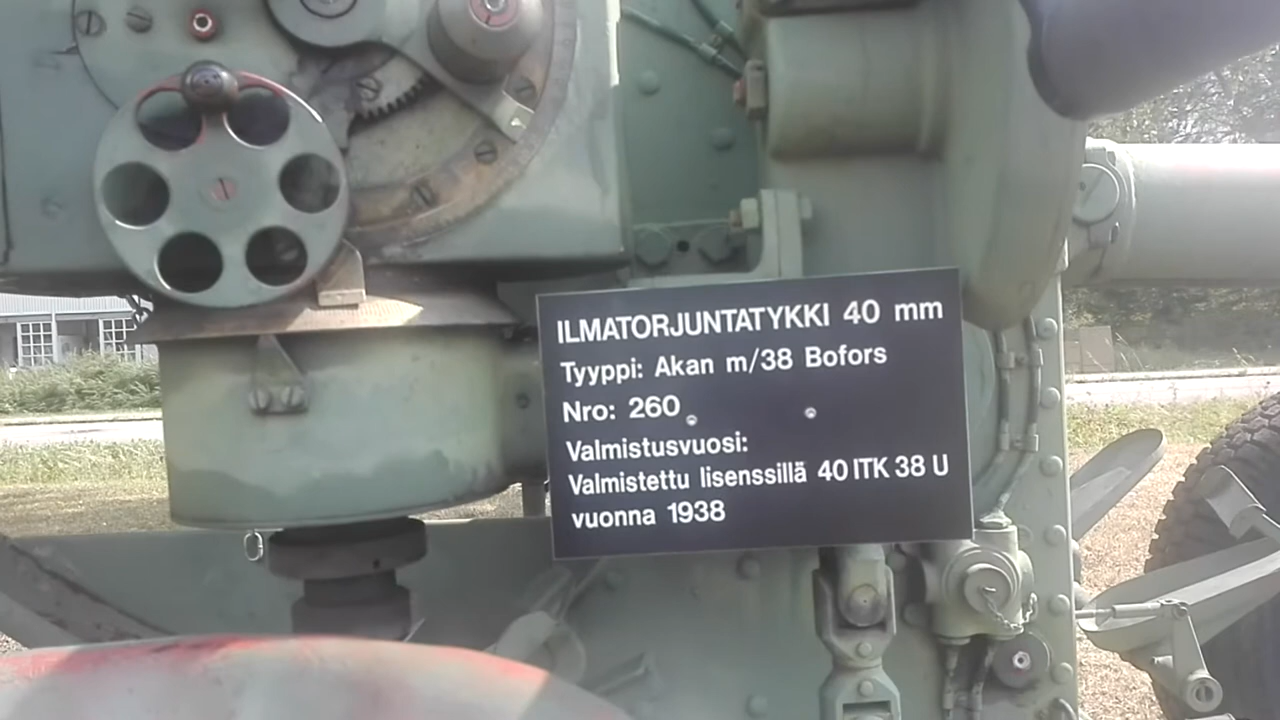 ILMATORJUNTATYKKI 40 mm
Tyyppi: Akan m/38 Bofors
Nro: 260
Valmistusvuosi:
Valmistettu lisenssillä 40 ITK 38 U
vuonna 1938